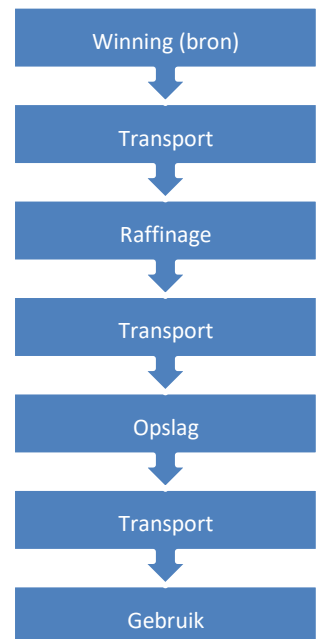 Winning (bron)
Transport
Raffinage
Transport
Opslag
Transport
Gebruik